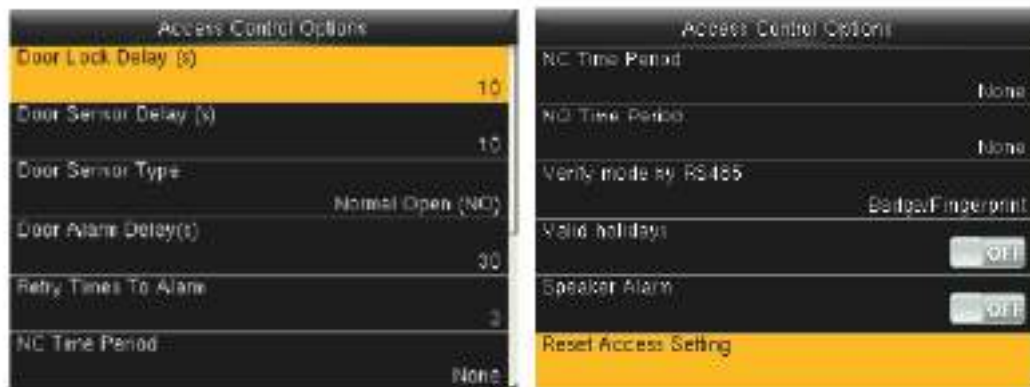 Access Control Options
Door Lock Delay (s)
10
Door Sensor Delay (s)
10
Door Sensor Type
Normal Open (NO)
Door Alarm Delay(s)
30
Retry Times To Alarm
3
NC Time Period
None
Access Control Options
NC Time Period
None
NO Time Period
None
Verify mode by RS485
Badge/Fingerprint
Valid holidays
OFF
Speaker Alarm
OFF
Reset Access Setting